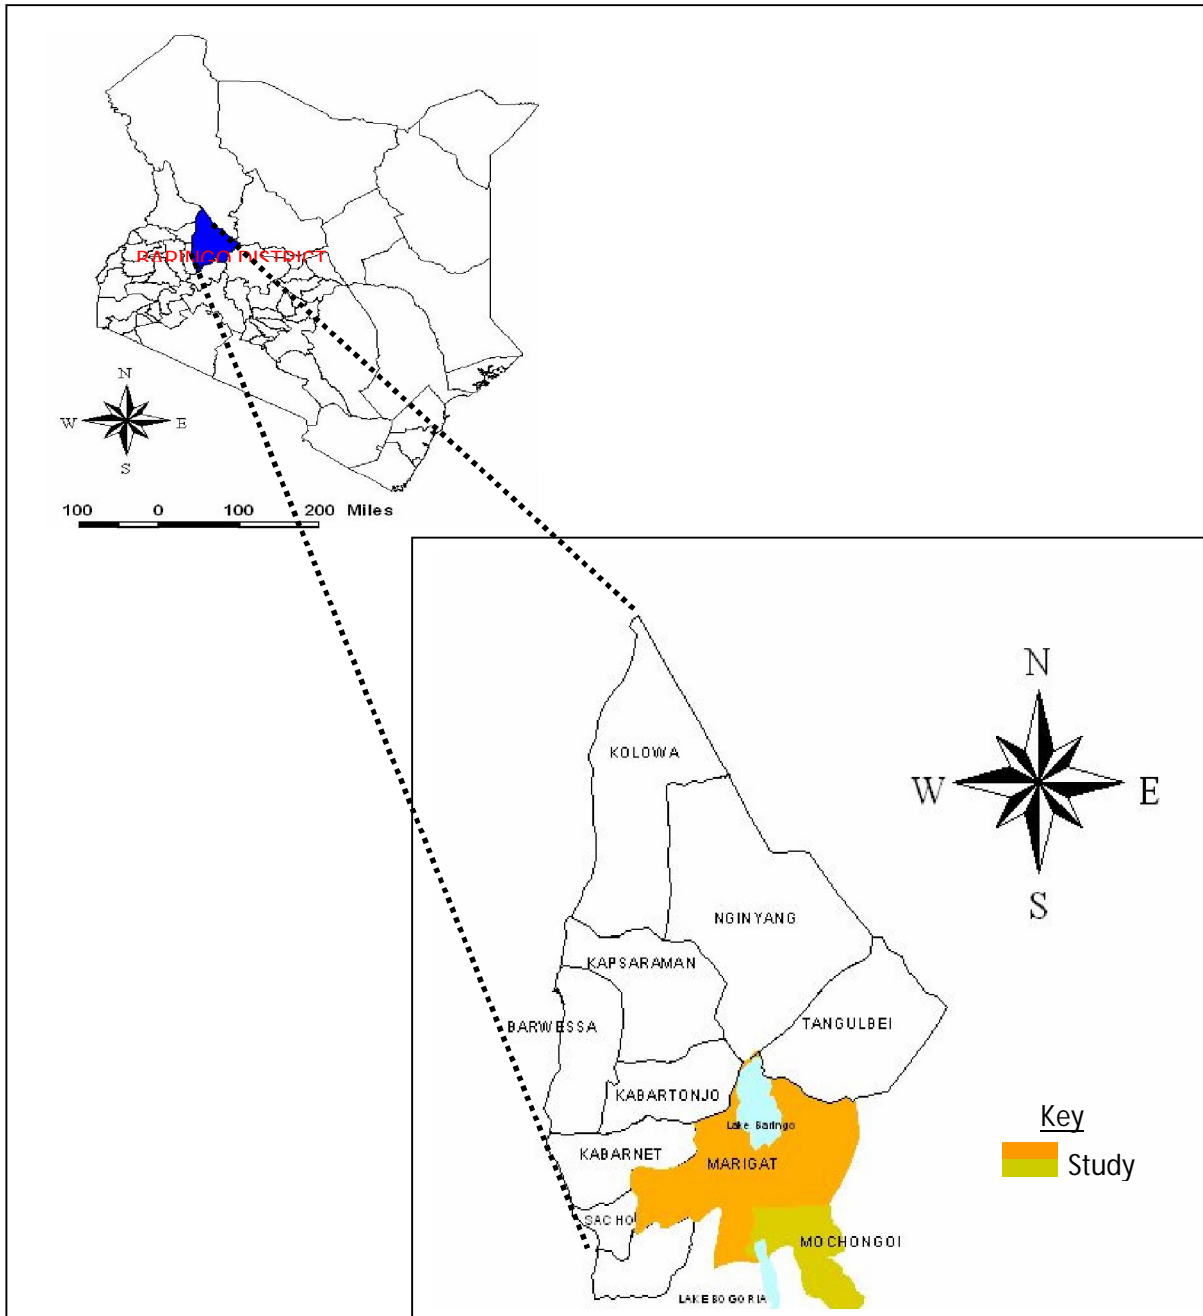 BARINGO DISTRICT
N
W
E
S
100 0 100 200 Miles
N
W
E
S
KOLOWA
NGINYANG
KAPSARAMAN
BARWESSA
TANGULBEI
KABARTONJO
Lake Baringo
KABARNET
MARIGAT
SACHO
MOCHONGOI
LAKE BOGORIA
Key
Study